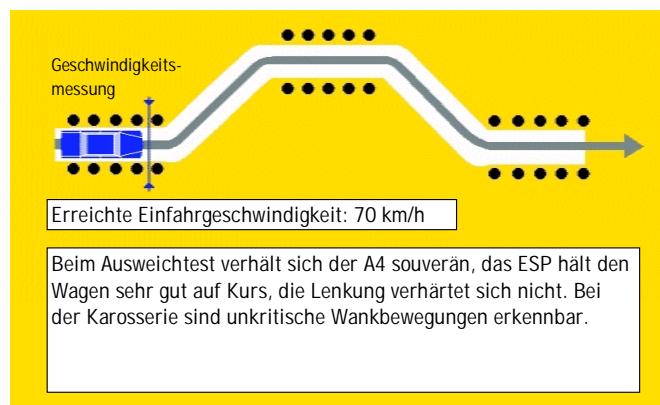 Geschwindigkeits-
messung
Erreichte Einfahrgeschwindigkeit: 70 km/h
Beim Ausweichtest verhält sich der A4 souverän, das ESP hält den
Wagen sehr gut auf Kurs, die Lenkung verhärtet sich nicht. Bei
der Karosserie sind unkritische Wankbewegungen erkennbar.